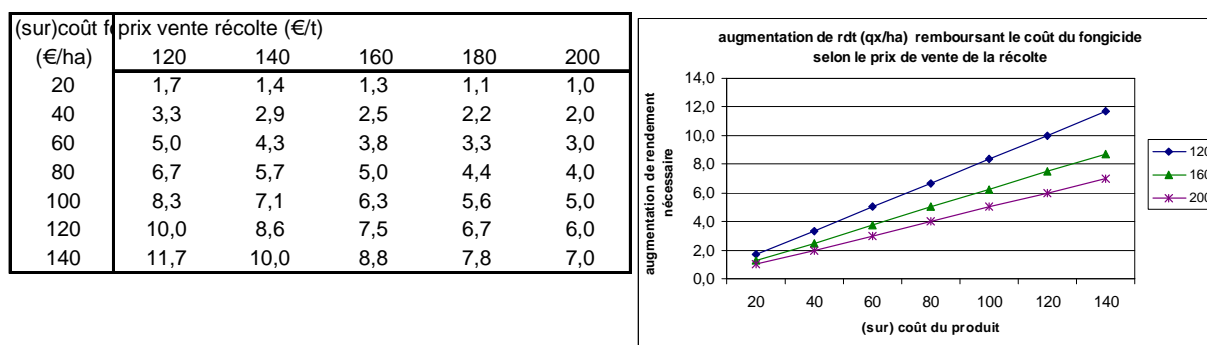 (sur)coût f prix vente récolte (€/t)
(€/ha) 120 140 160 180 200
20 1,7 1,4 1,3 1,1 1,0
40 3,3 2,9 2,5 2,2 2,0
60 5,0 4,3 3,8 3,3 3,0
80 6,7 5,7 5,0 4,4 4,0
100 8,3 7,1 6,3 5,6 5,0
120 10,0 8,6 7,5 6,7 6,0
140 11,7 10,0 8,8 7,8 7,0
augmentation de rdt (qx/ha) remboursant le coût du fongicide
selon le prix de vente de la récolte
augmentation de rendement
nécessaire
14,0
12,0
10,0
8,0
6,0
4,0
2,0
0,0
20 40 60 80 100 120 140
(sur) coût du produit
120
160
200